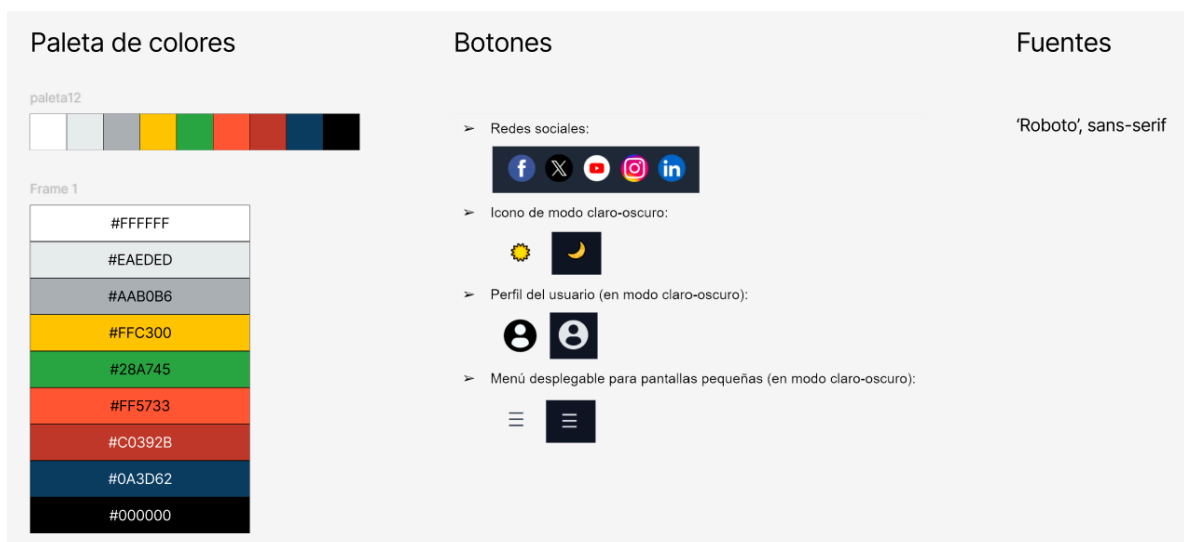 Paleta de colores
paleta12
Frame 1
#FFFFFF
#EAEDED
#AAB0B6
#FFC300
#28A745
#FF5733
#C0392B
#0A3D62
#000000
Botones
➢ Redes sociales:
➢ Icono de modo claro-oscuro:
➢ Perfil del usuario (en modo claro-oscuro):
➢ Menú desplegable para pantallas pequeñas (en modo claro-oscuro):
Fuentes
‘Roboto’, sans-serif